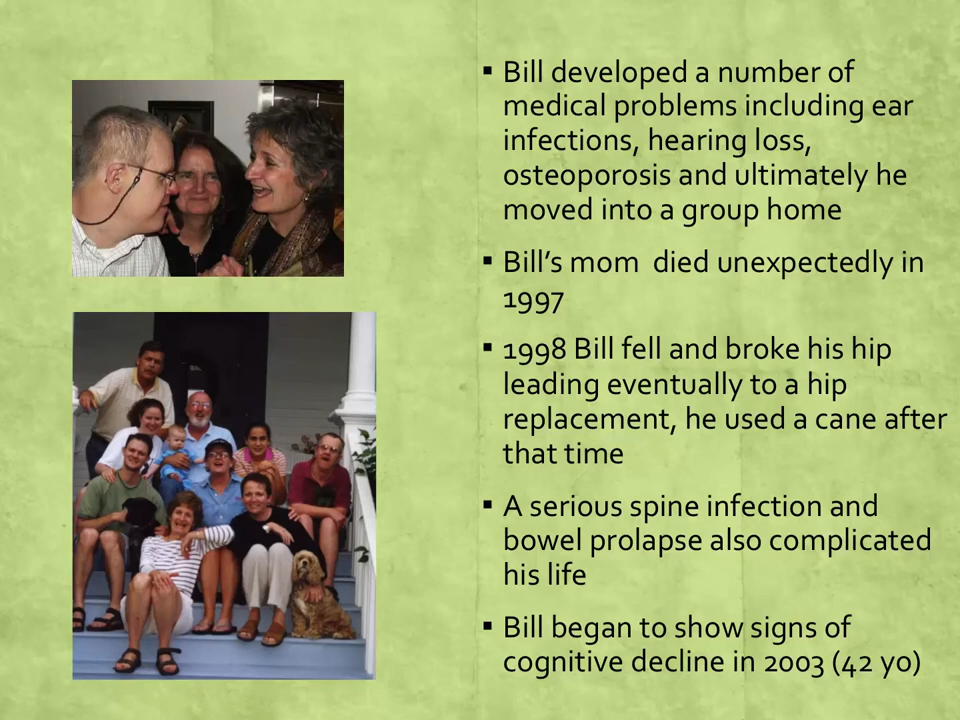 ▪ Bill developed a number of
medical problems including ear
infections, hearing loss,
osteoporosis and ultimately he
moved into a group home
▪ Bill’s mom  died unexpectedly in
1997
▪ 1998 Bill fell and broke his hip
leading eventually to a hip
replacement, he used a cane after
that time
▪ A serious spine infection and
bowel prolapse also complicated
his life
▪ Bill began to show signs of
cognitive decline in 2003 (42 yo)